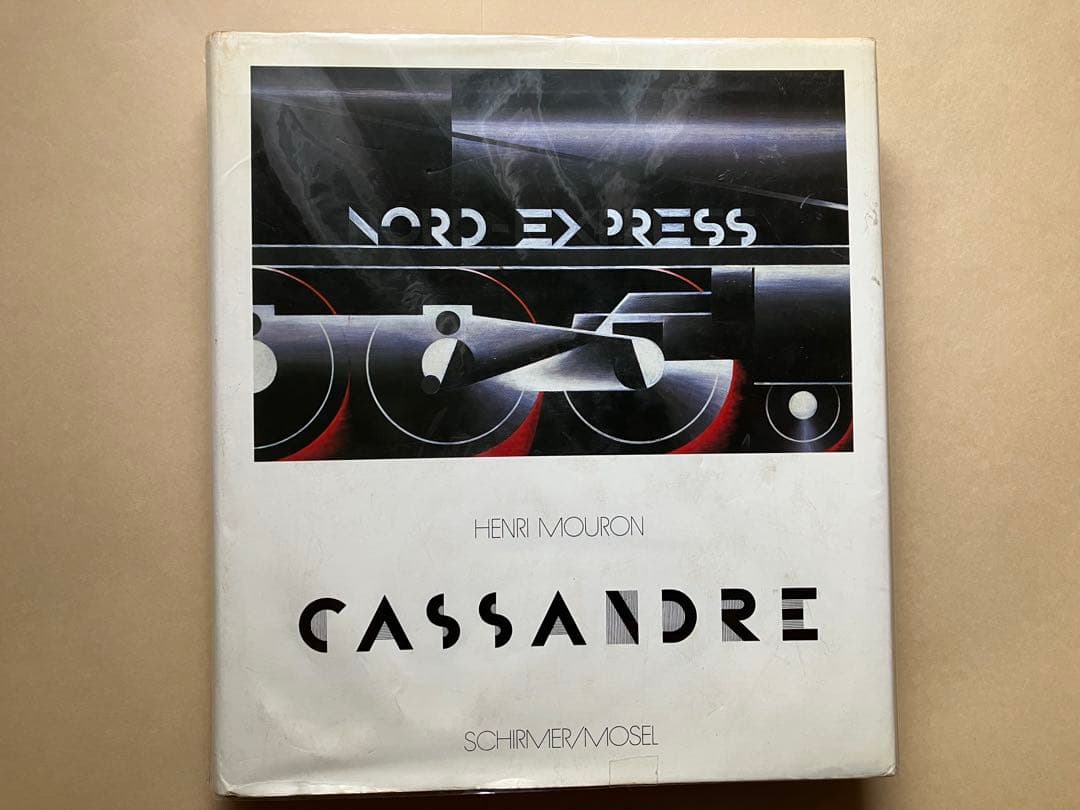 NORD-EXPRESS
HENRI MOURON
CASSANDRE
SCHIRMER/MOSEL